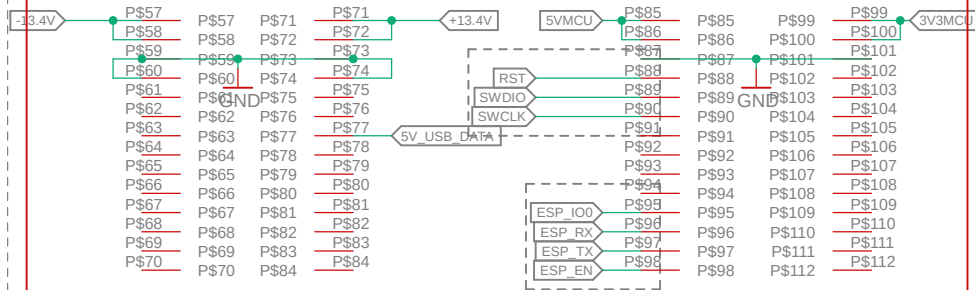 P$57 P$71 P$85 P$99
-13.4V P$57 P$71 +13.4V 5VMCU P$85 P$99 3V3MCU
P$58 P$72 P$86 P$100
P$58 P$72 P$86 P$100
P$59 P$73 P$87 P$101
P$59 P$73 P$87 P$101
P$60 P$74 P$88 P$102
P$60 P$74 RST P$88 P$102
P$61 P$75 P$89 P$103
P$61 GND P$75 SWDIO P$89 GND P$103
P$62 P$76 P$90 P$104
P$62 P$76 SWCLK P$90 P$104
P$63 P$77 P$91 P$105
P$63 P$77 5V_USB_DATA P$91 P$105
P$64 P$78 P$92 P$106
P$64 P$78 P$92 P$106
P$65 P$79 P$93 P$107
P$65 P$79 P$93 P$107
P$66 P$80 P$94 P$108
P$66 P$80 P$94 P$108
P$67 P$81 P$95 P$109
P$67 P$81 ESP_IO0 P$95 P$109
P$68 P$82 P$96 P$110
P$68 P$82 ESP_RX P$96 P$110
P$69 P$83 P$97 P$111
P$69 P$83 ESP_TX P$97 P$111
P$70 P$84 P$98 P$112
P$70 P$84 ESP_EN P$98 P$112